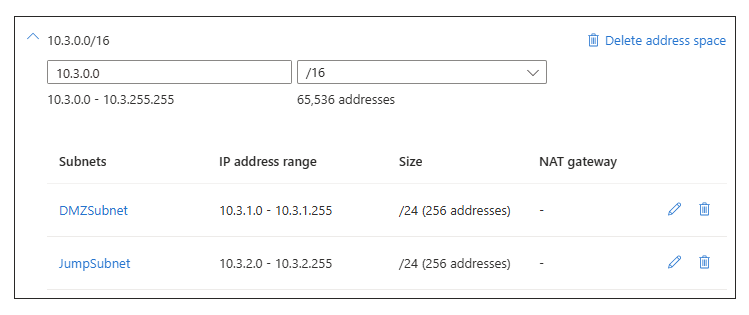 10.3.0.0/16 Delete address space
10.3.0.0 /16
10.3.0.0 - 10.3.255.255 65,536 addresses
Subnets IP address range Size NAT gateway
DMZSubnet 10.3.1.0 - 10.3.1.255 /24 (256 addresses) -
JumpSubnet 10.3.2.0 - 10.3.2.255 /24 (256 addresses) -